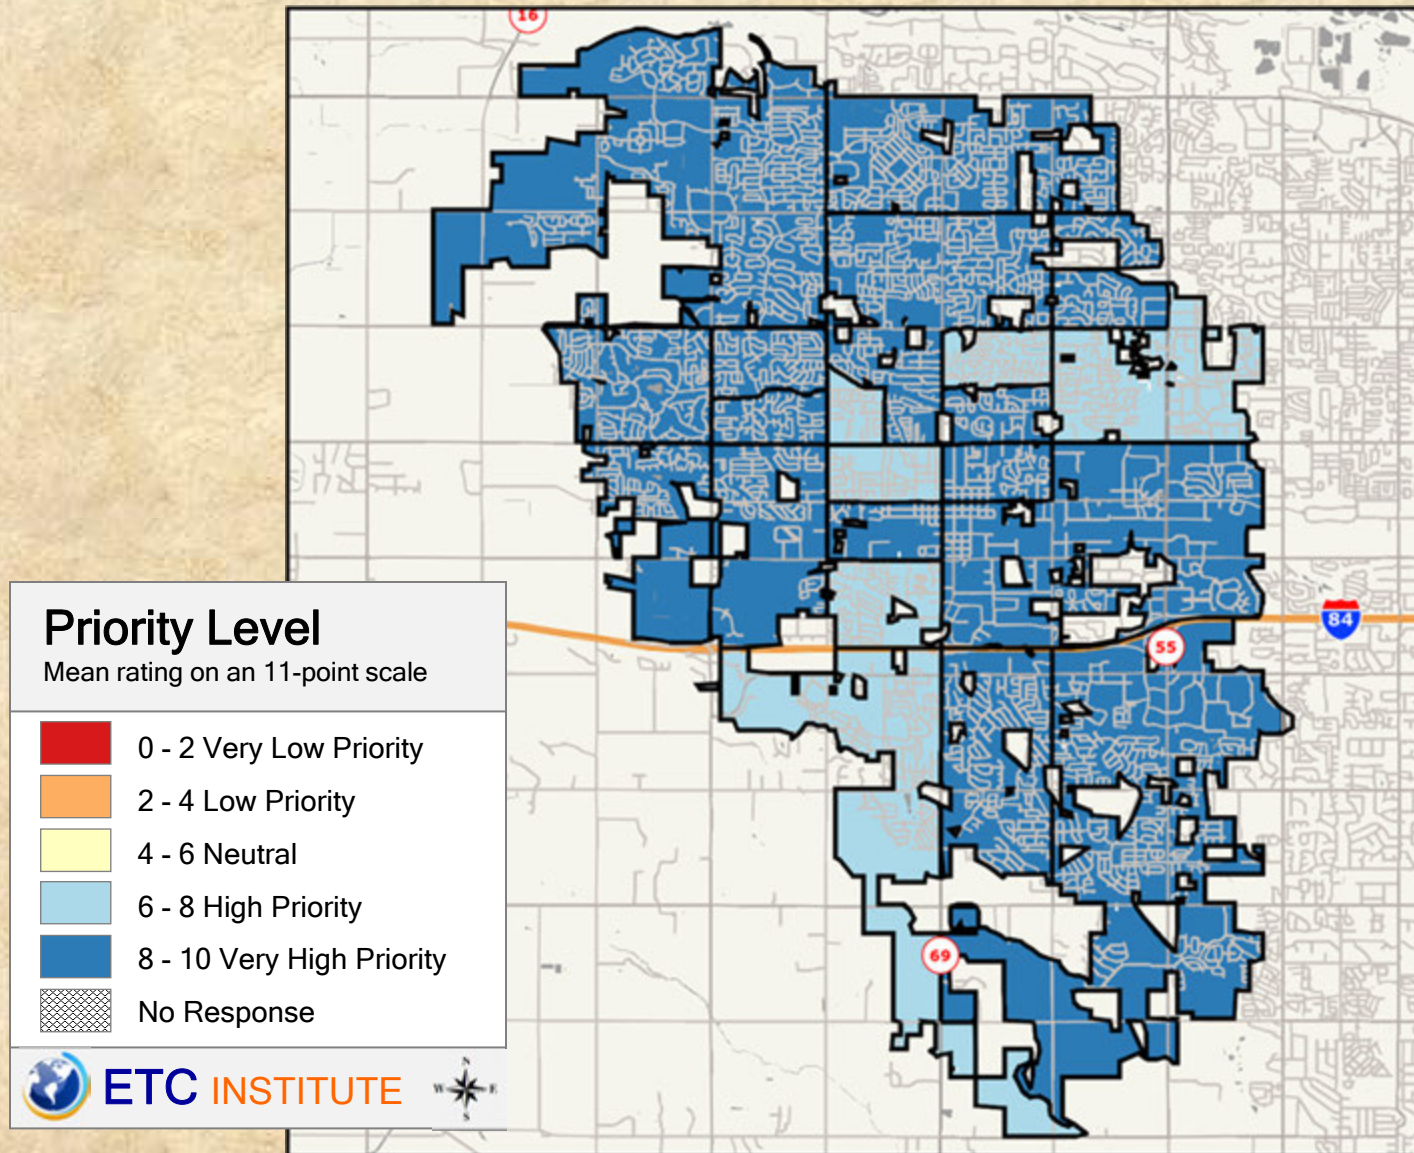 16
84
55
69
Priority Level
Mean rating on an 11-point scale
0 - 2 Very Low Priority
2 - 4 Low Priority
4 - 6 Neutral
6 - 8 High Priority
8 - 10 Very High Priority
No Response
ETC INSTITUTE
N
W E
S